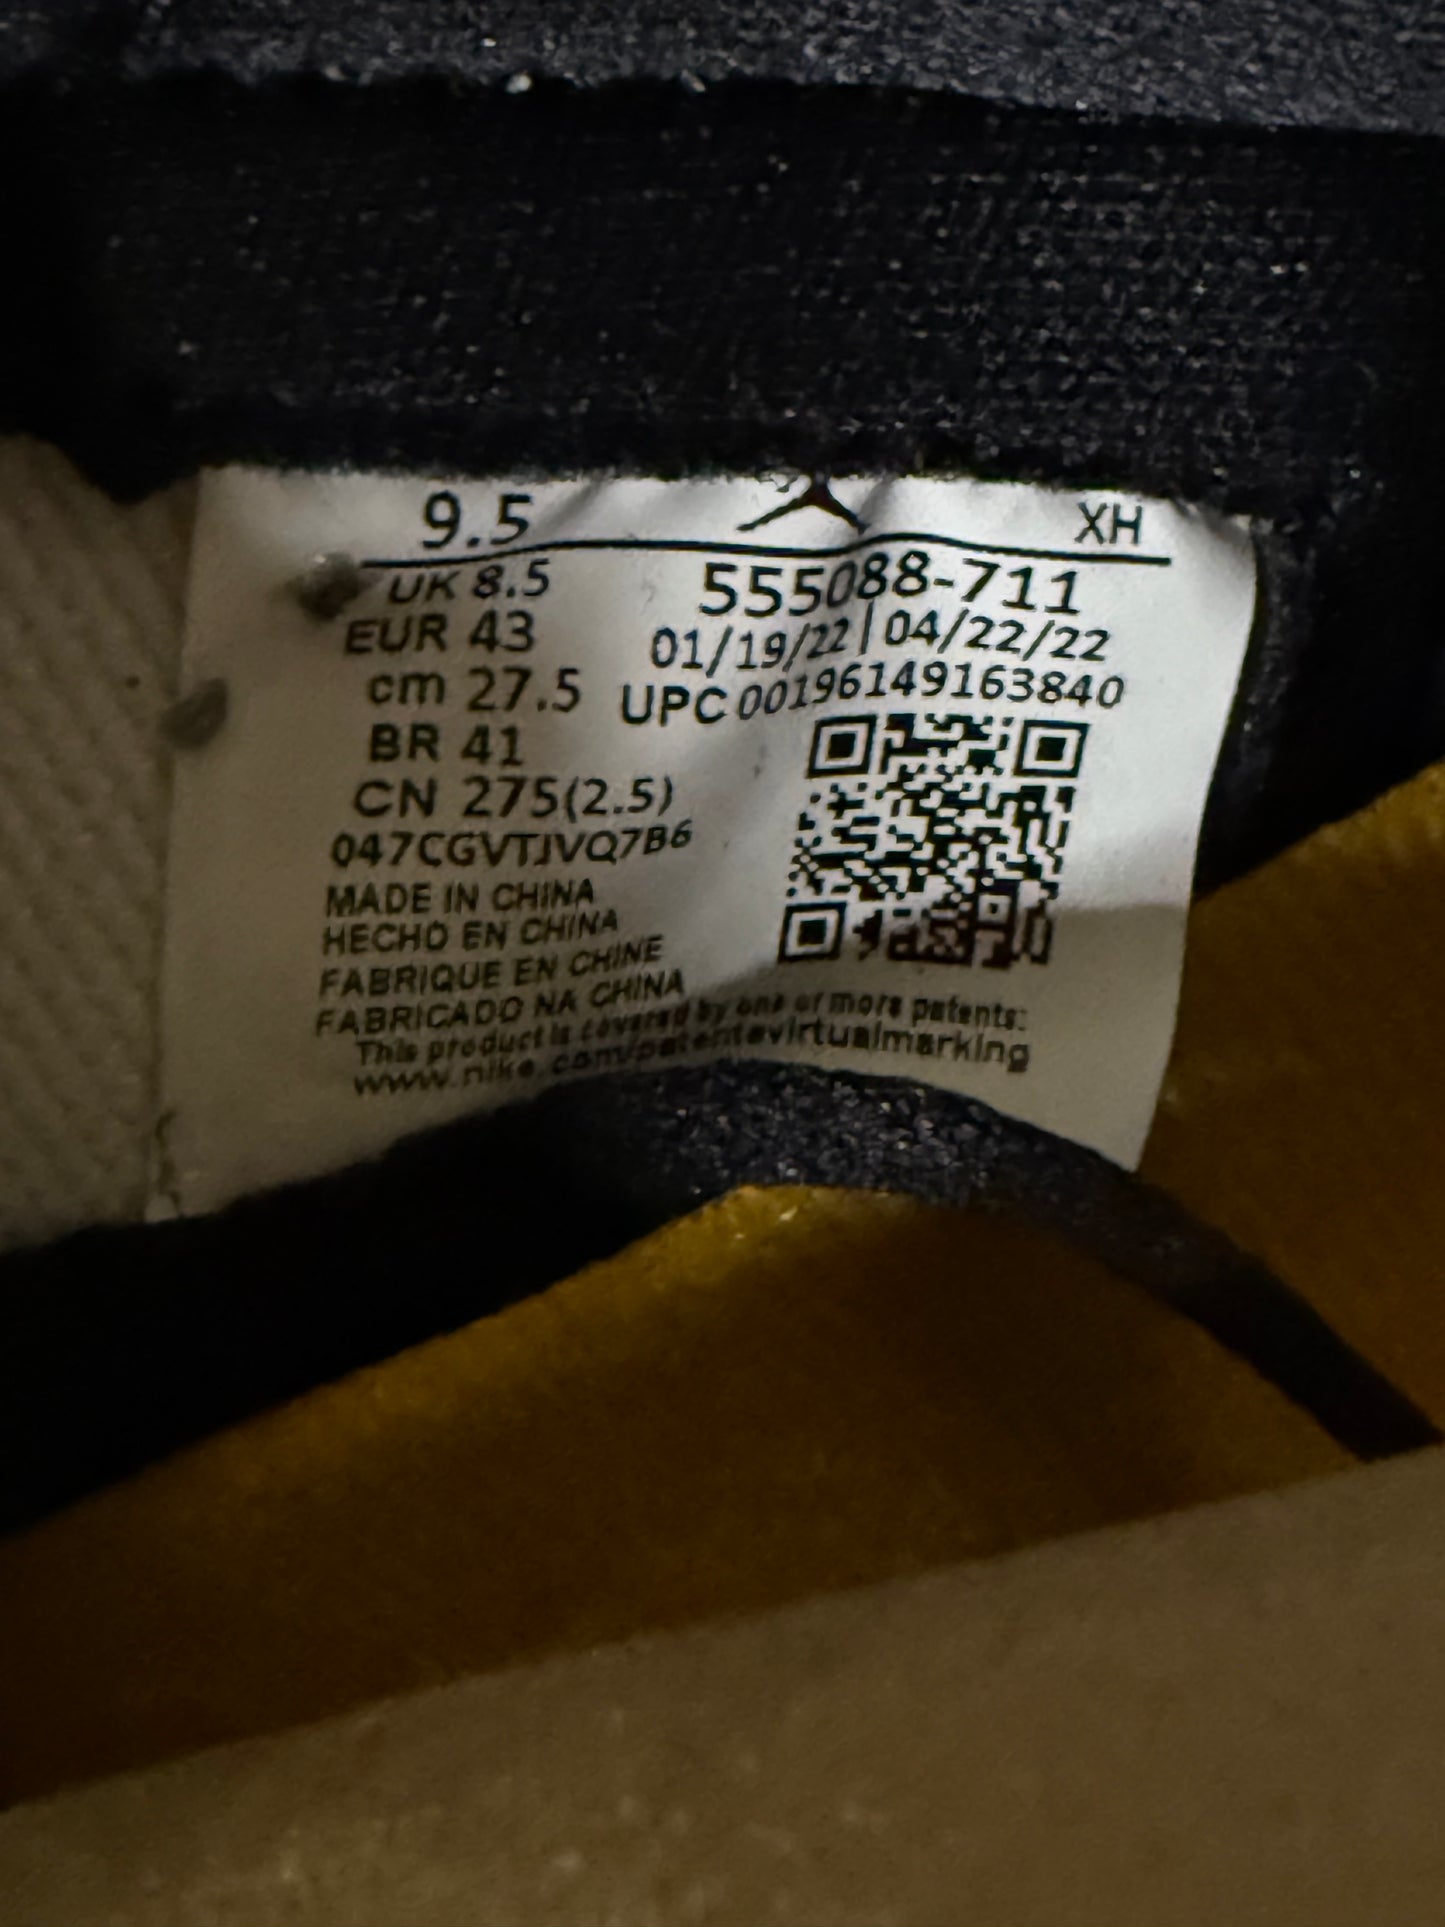 9.5 XH
UK 8.5
EUR 43
cm 27.5
BR 41
CN 275(2.5)
047CGVTJVQ7B6
555088-711
01/19/22 | 04/22/22
UPC 00196149163840
MADE IN CHINA
HECHO EN CHINA
FABRIQUE EN CHINE
FABRICADO NA CHINA
This product is covered by one or more patents:
www.nike.com/patentevirtualmarking